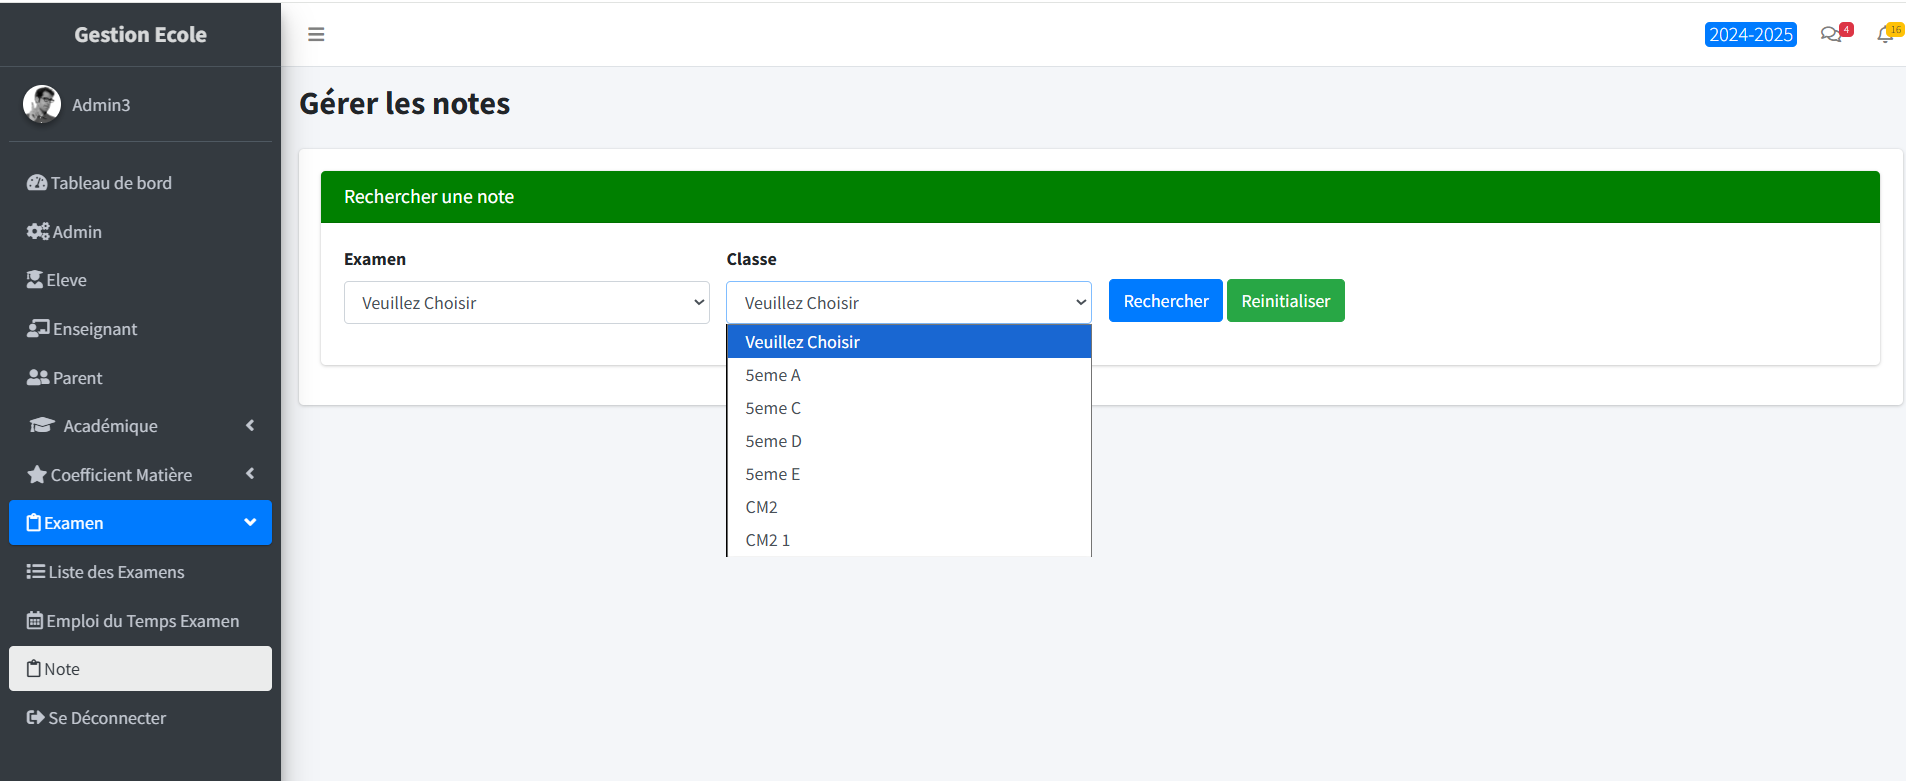 Gestion Ecole
2024-2025
4
16
Admin3
Gérer les notes
Tableau de bord
Admin
Eleve
Enseignant
Parent
Académique
Coefficient Matière
Examen
Liste des Examens
Emploi du Temps Examen
Note
Se Déconnecter
Rechercher une note
Examen
Veuillez Choisir
Classe
Veuillez Choisir
Rechercher
Reinitialiser
Veuillez Choisir
5eme A
5eme C
5eme D
5eme E
CM2
CM2 1